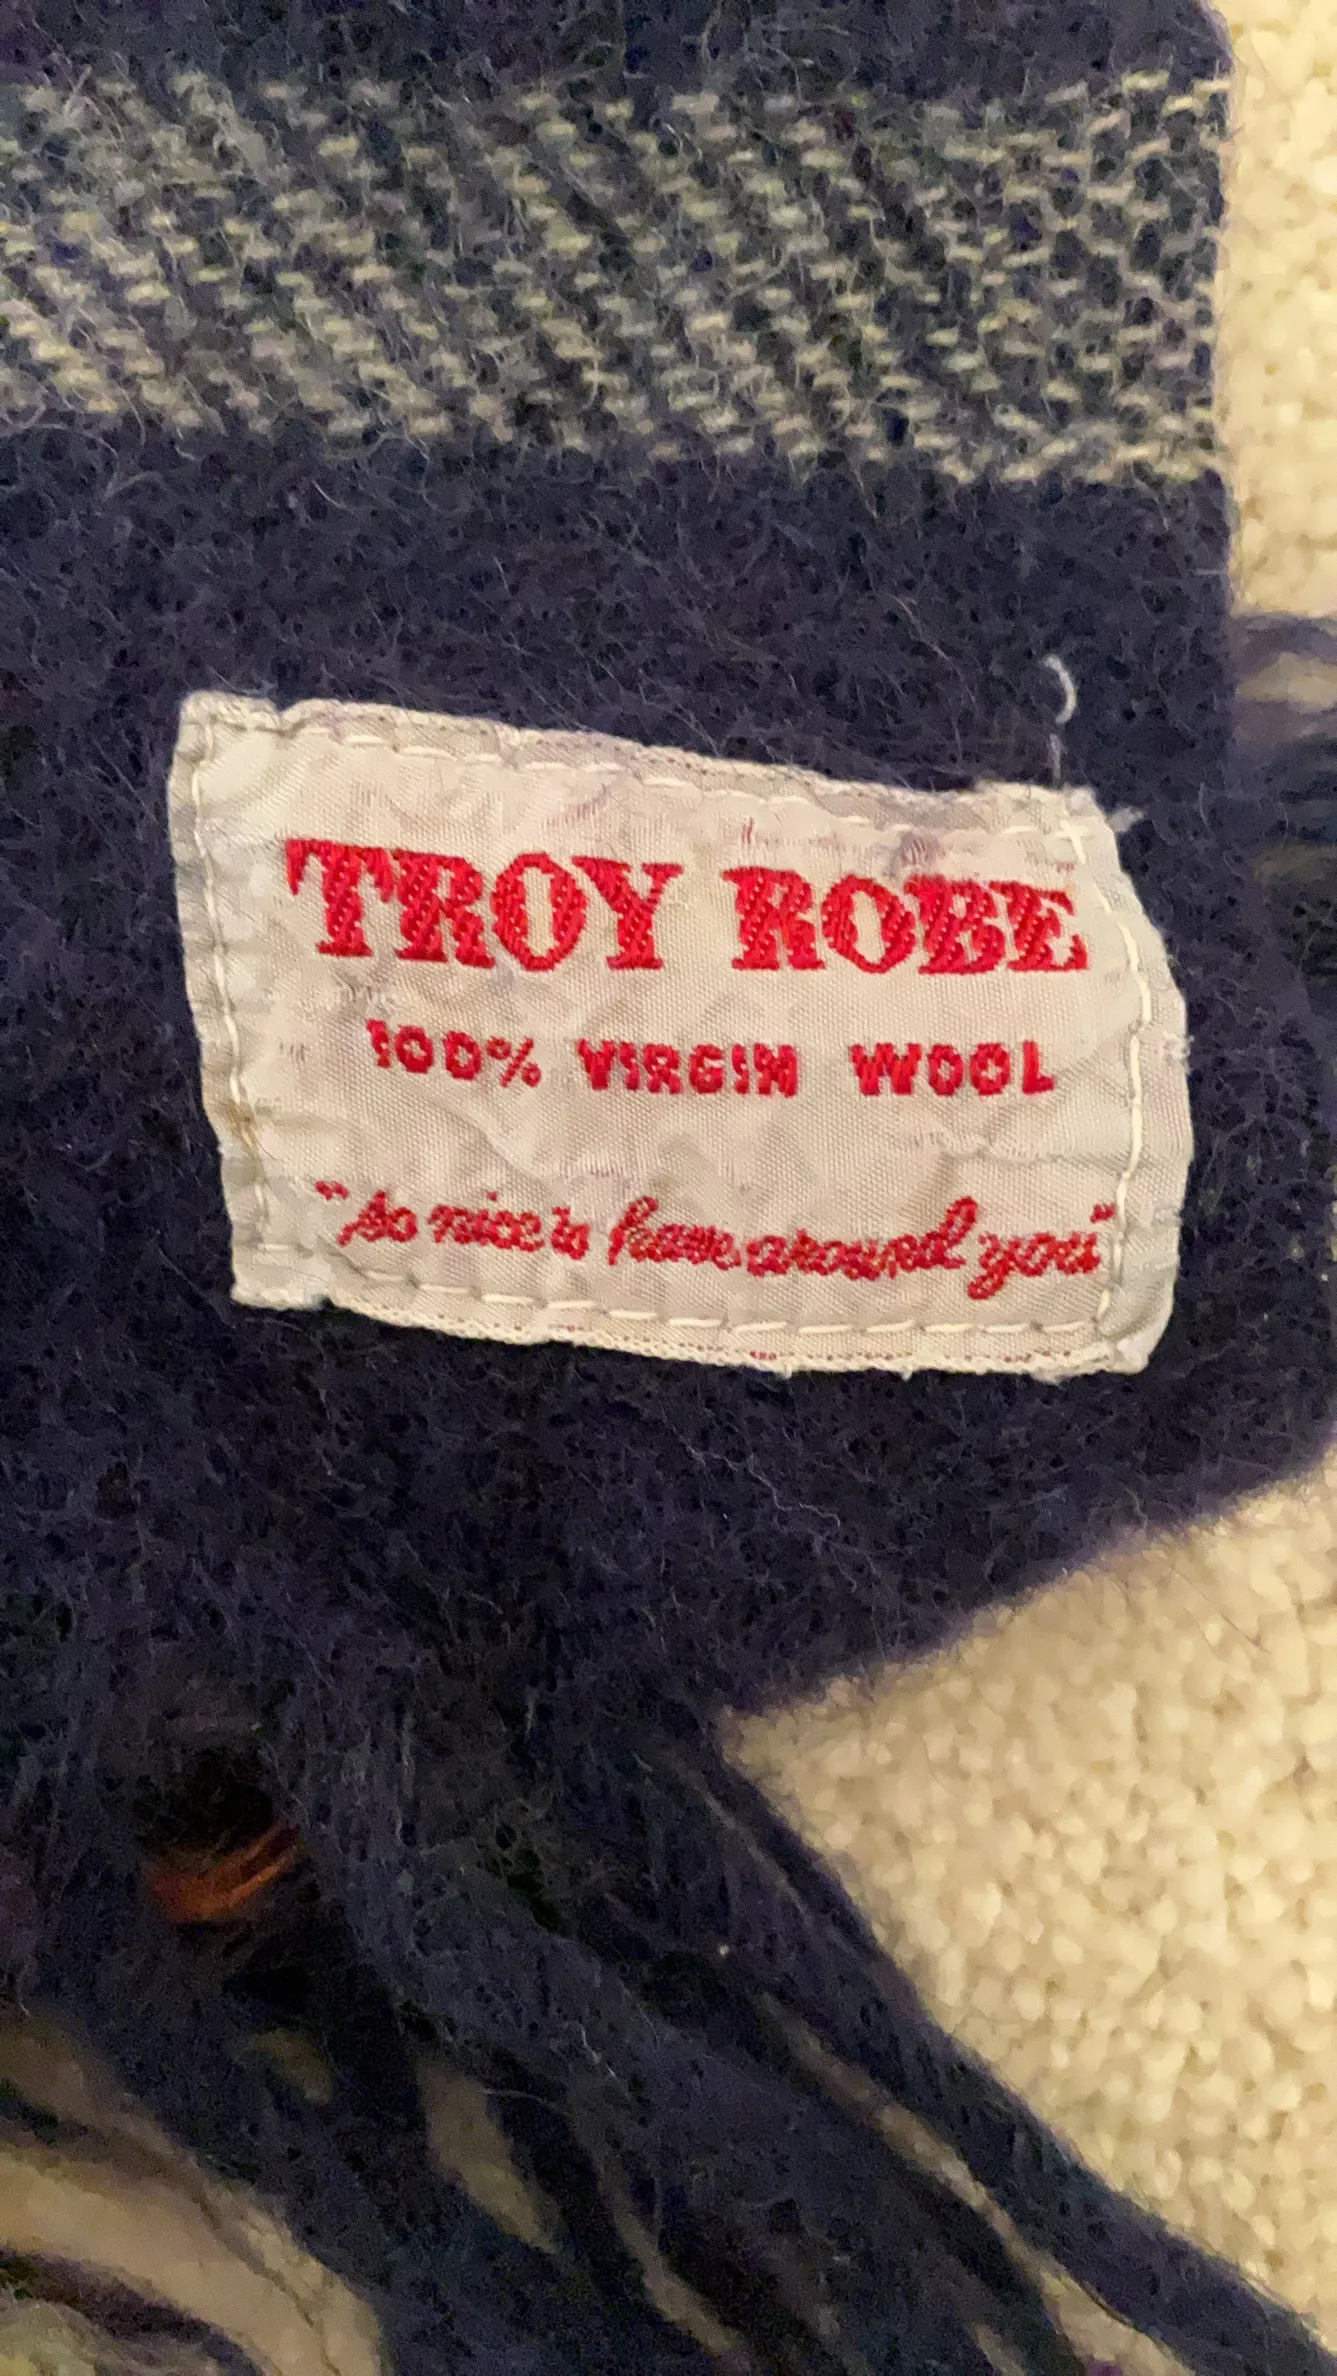 TROY ROBE
100% VIRGIN WOOL
"so nice to have around you"